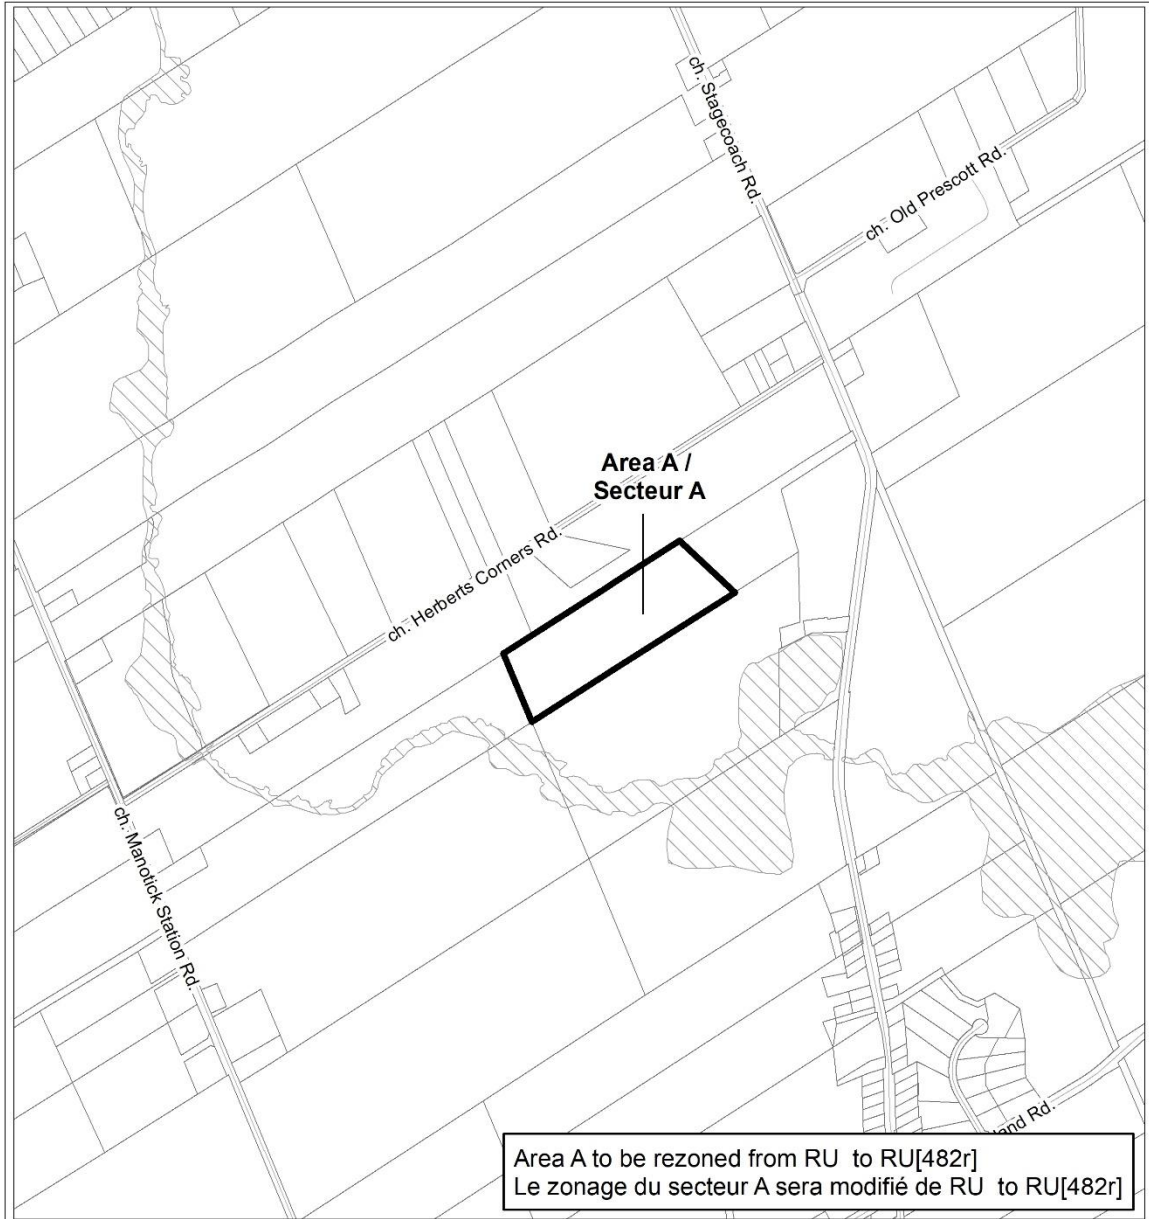 ch. Stagecoach Rd.
ch. Old Prescott Rd.
Area A /
Secteur A
ch. Herberts Corners Rd.
ch. Manotick Station Rd.
Rd.
Area A to be rezoned from RU to RU[482r]
Le zonage du secteur A sera modifié de RU to RU[482r]